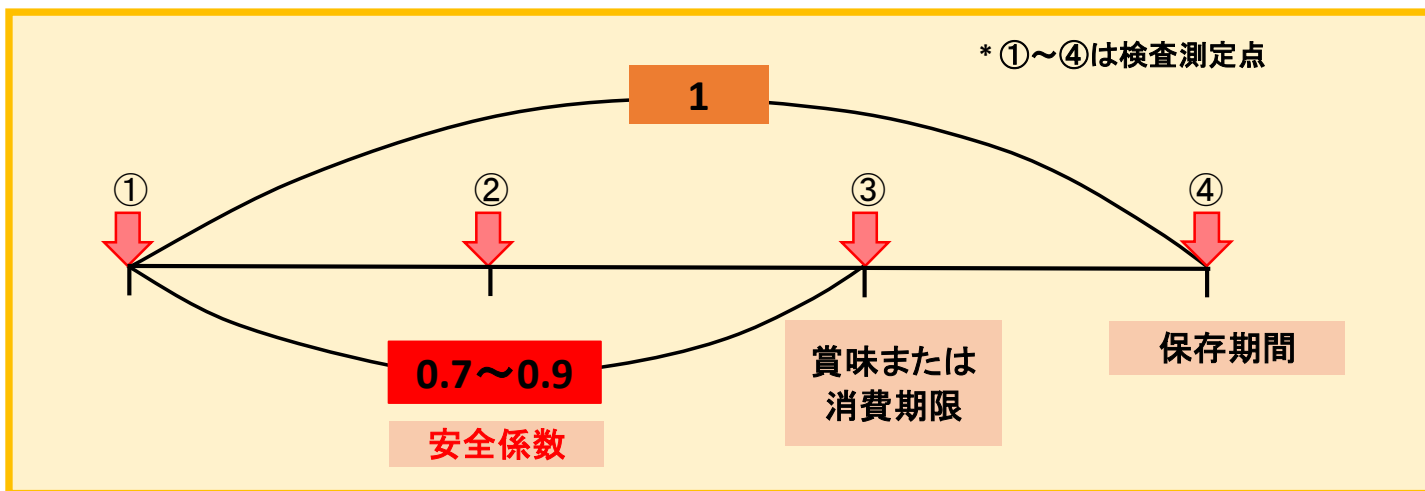 *①～④は検査測定点
1
①
②
③
④
0.7～0.9
安全係数
賞味または
消費期限
保存期間